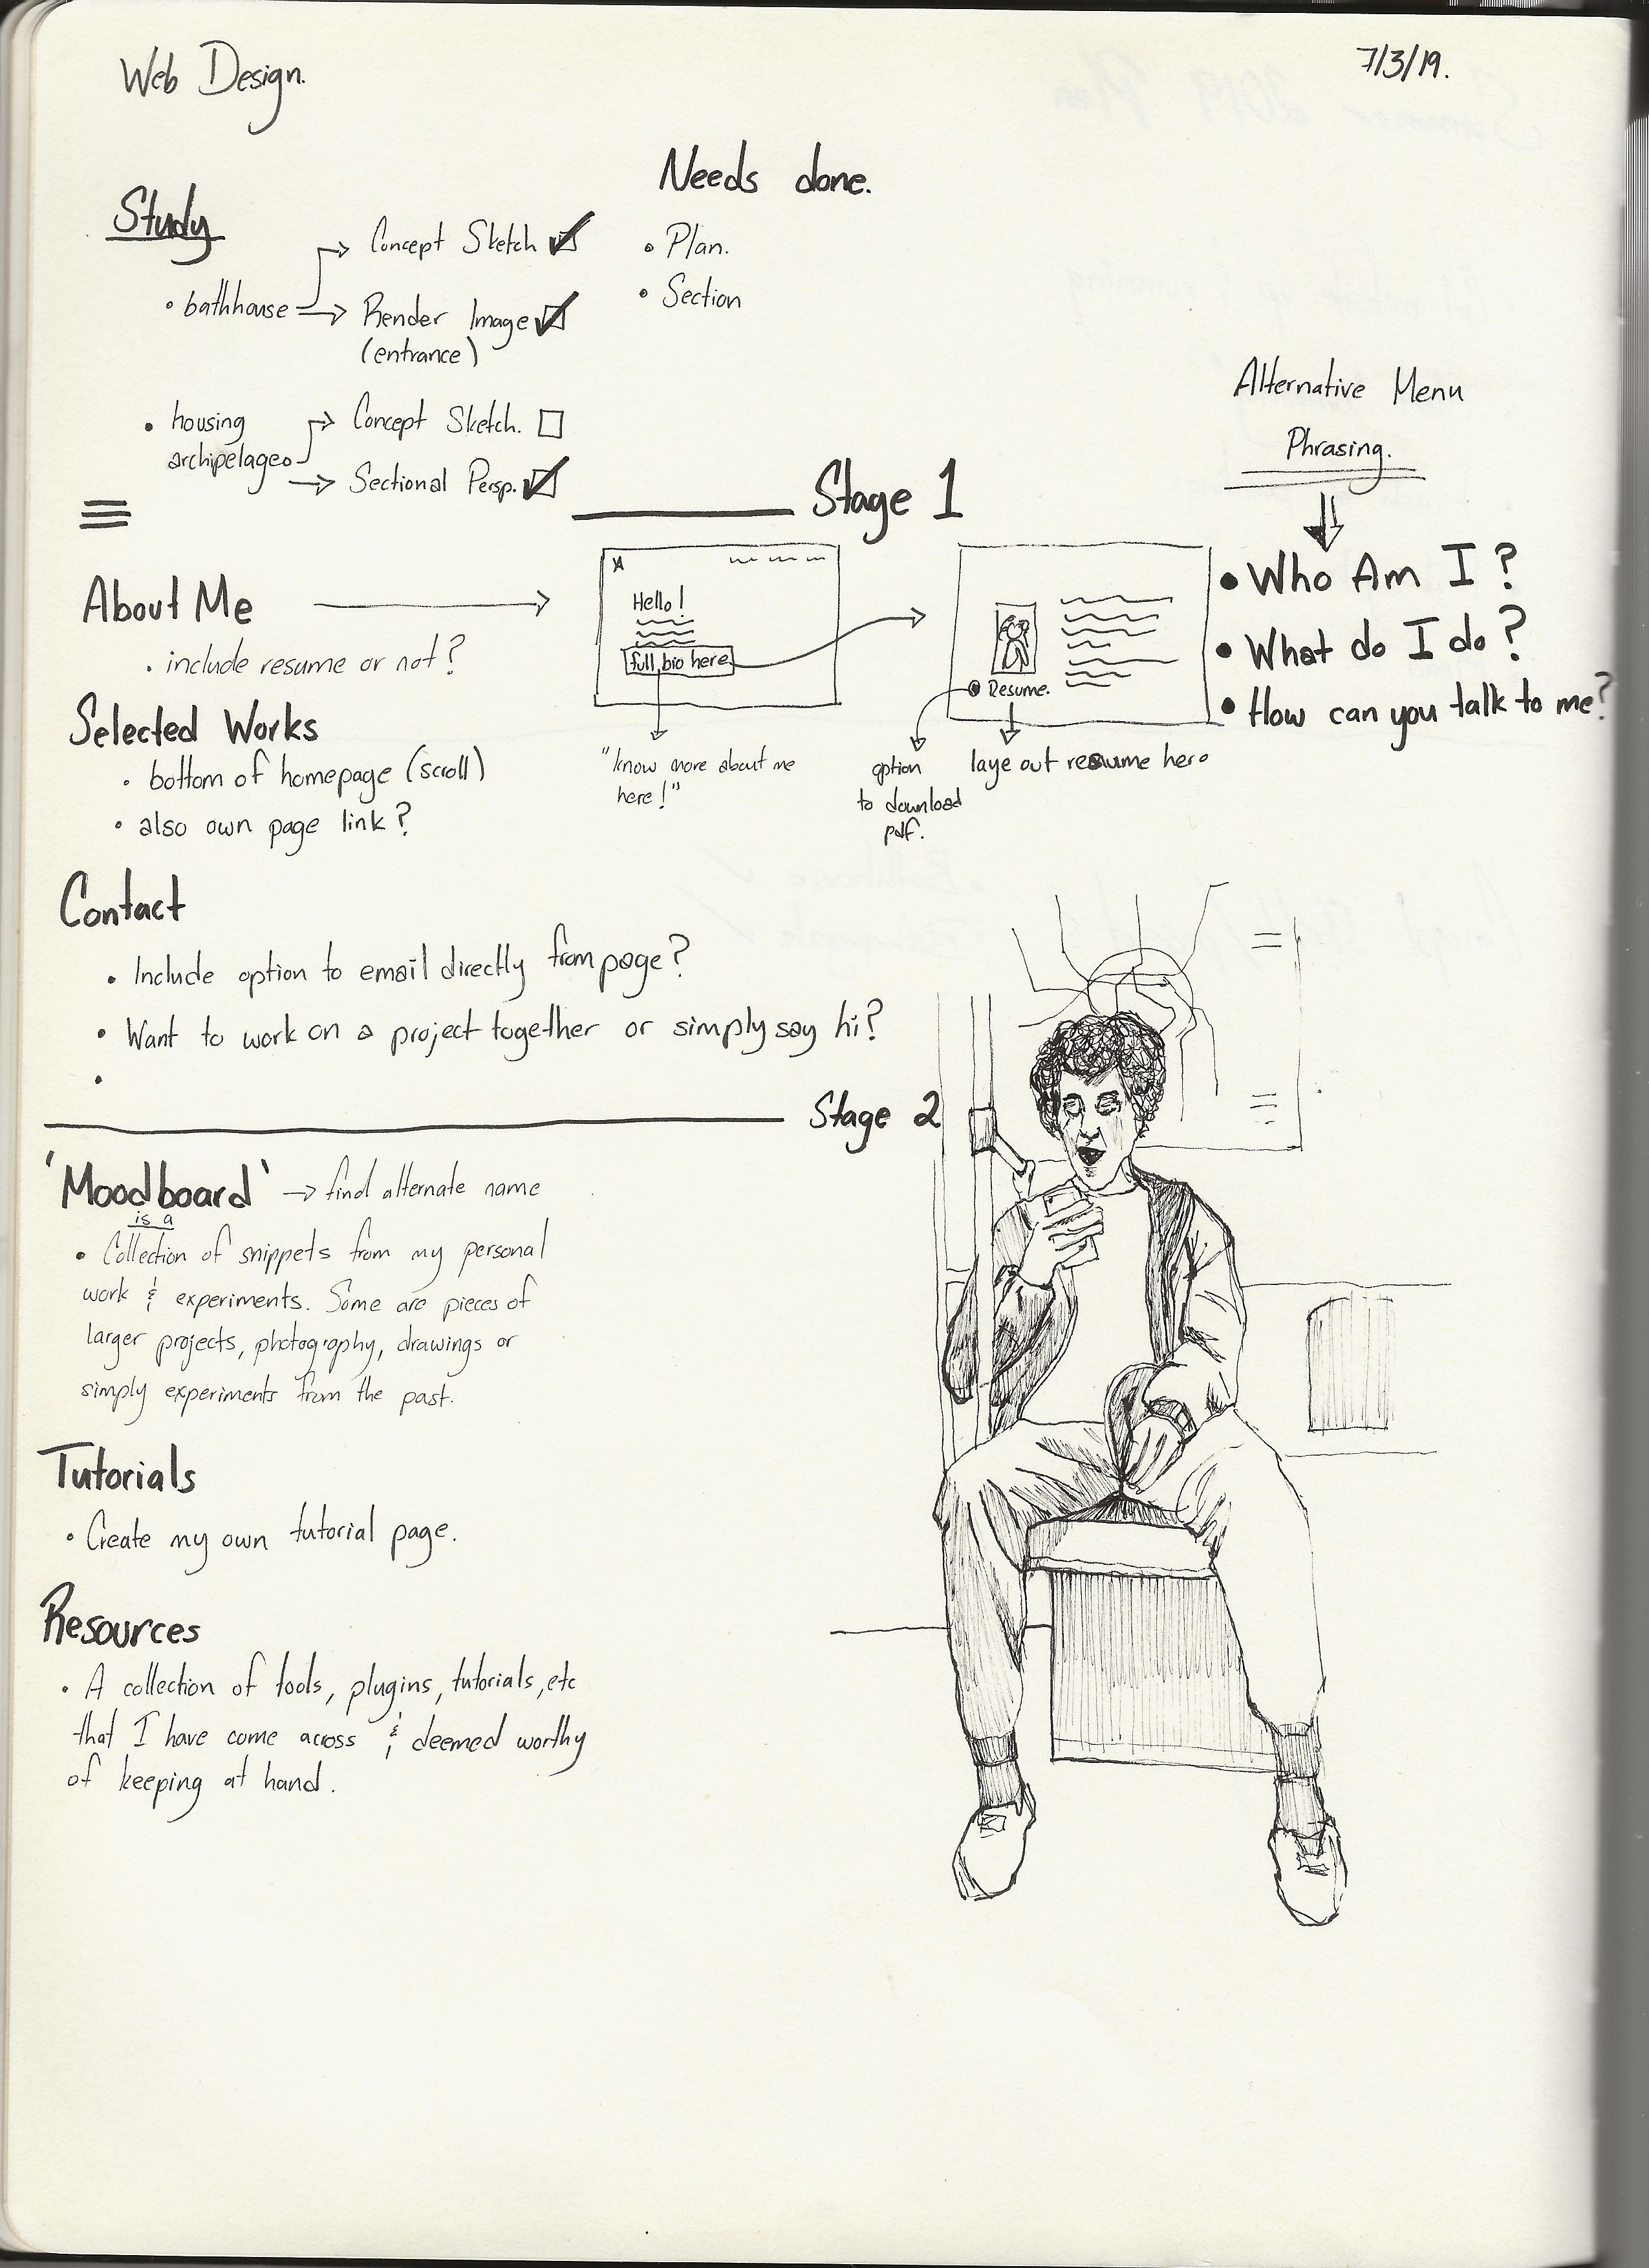 Web Design.
7/3/19.
Needs done.
• Plan.
• Section
Study
• bathhouse
Concept Sketch
Render Image
(entrance)
• housing
archipelageo
Concept Sketch.
Sectional Persp.
Stage 1
Alternative Menu
Phrasing.
• Who Am I?
• What do I do?
• How can you talk to me?
About Me
• include resume or not?
Hello!
full bio here
"know more about me
here!"
Resume.
option
to download
pdf.
laye out resume here
Selected Works
• bottom of homepage (scroll)
• also own page link?
Contact
• Include option to email directly from page?
• Want to work on a project together or simply say hi?
Stage 2
'Moodboard' → find alternate name
is a
• Collection of snippets from my personal
work & experiments. Some are pieces of
larger projects, photography, drawings or
simply experiments from the past.
Tutorials
• Create my own tutorial page.
Resources
• A collection of tools, plugins, tutorials, etc
that I have come across & deemed worthy
of keeping at hand.